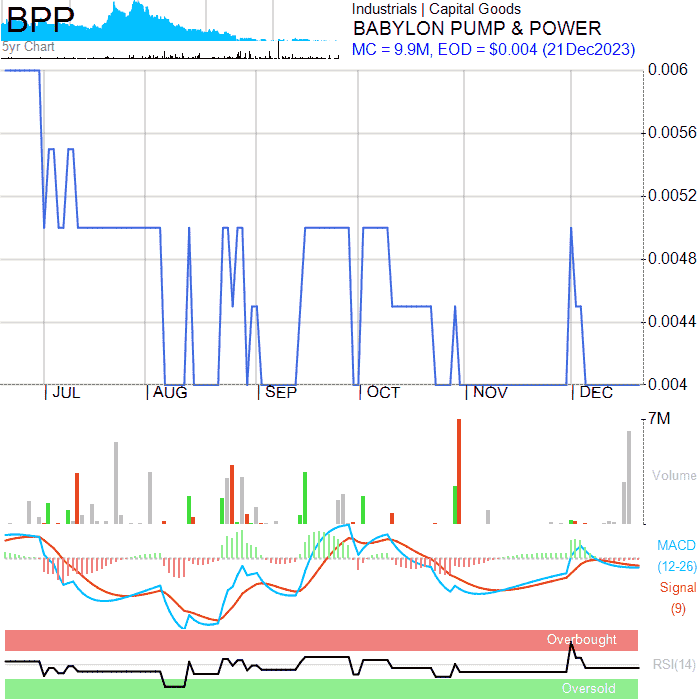 BPP
5yr Chart
Industrials | Capital Goods
BABYLON PUMP & POWER
MC = 9.9M, EOD = $0.004 (21Dec2023)
0.006
0.0056
0.0052
0.0048
0.0044
0.004
JUL AUG SEP OCT NOV DEC
7M
Volume
MACD
(12-26)
Signal
(9)
Overbought
RSI(14)
Oversold